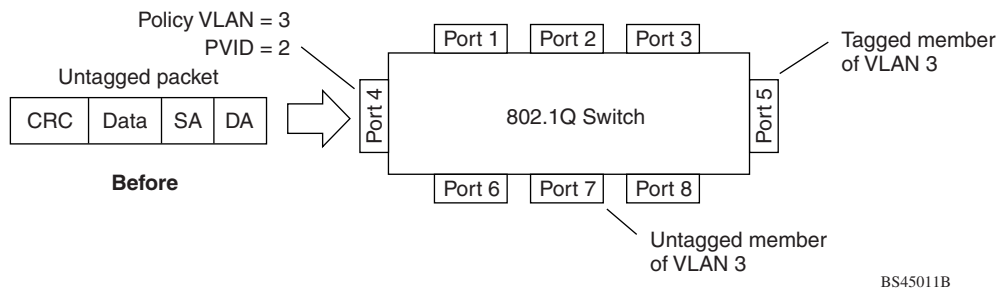 Policy VLAN = 3
PVID = 2
Untagged packet
CRC
Data
SA
DA
Before
Port 1
Port 2
Port 3
Port 4
802.1Q Switch
Port 5
Tagged member
of VLAN 3
Port 6
Port 7
Port 8
Untagged member
of VLAN 3
BS45011B